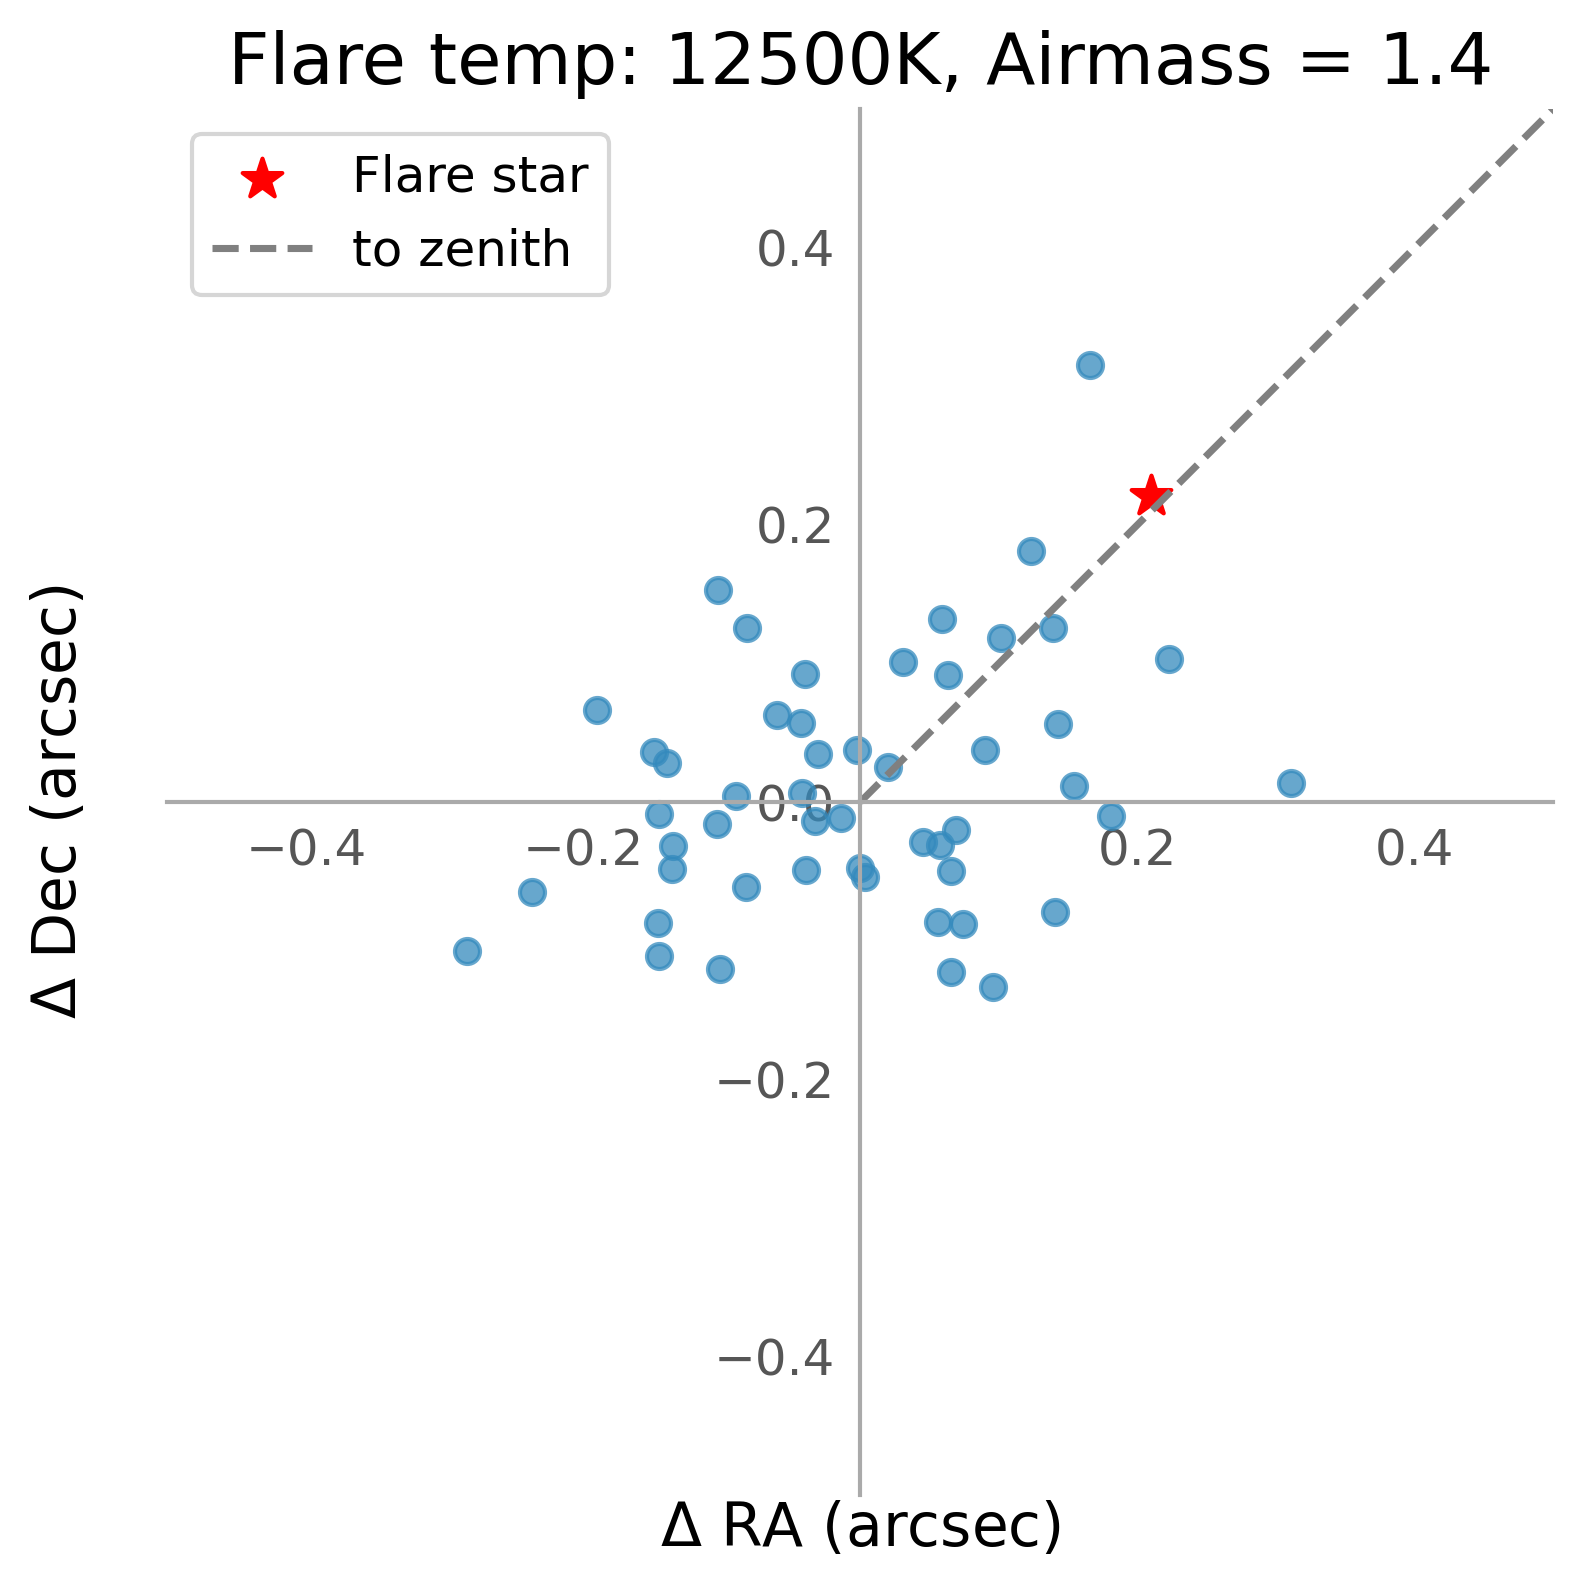 Flare temp: 12500K, Airmass = 1.4
Flare star
to zenith
0.4
0.2
0.0
−0.4
−0.2
0.2
0.4
−0.2
−0.4
Δ Dec (arcsec)
Δ RA (arcsec)